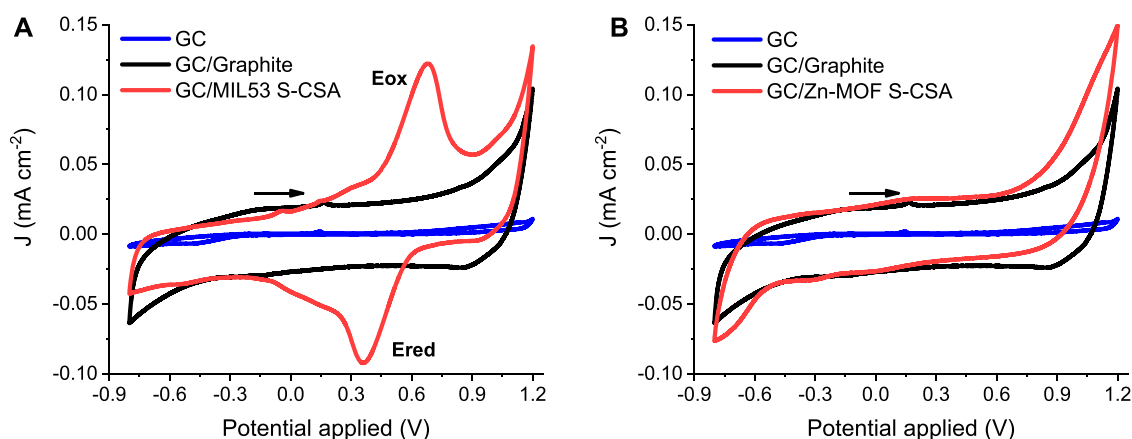 A
GC
GC/Graphite
GC/MIL53 S-CSA
Eox
Ered
0.15
0.10
0.05
0.00
-0.05
-0.10
J (mA cm-2)
-0.9 -0.6 -0.3 0.0 0.3 0.6 0.9 1.2
Potential applied (V)
B
GC
GC/Graphite
GC/Zn-MOF S-CSA
0.15
0.10
0.05
0.00
-0.05
-0.10
J (mA cm-2)
-0.9 -0.6 -0.3 0.0 0.3 0.6 0.9 1.2
Potential applied (V)